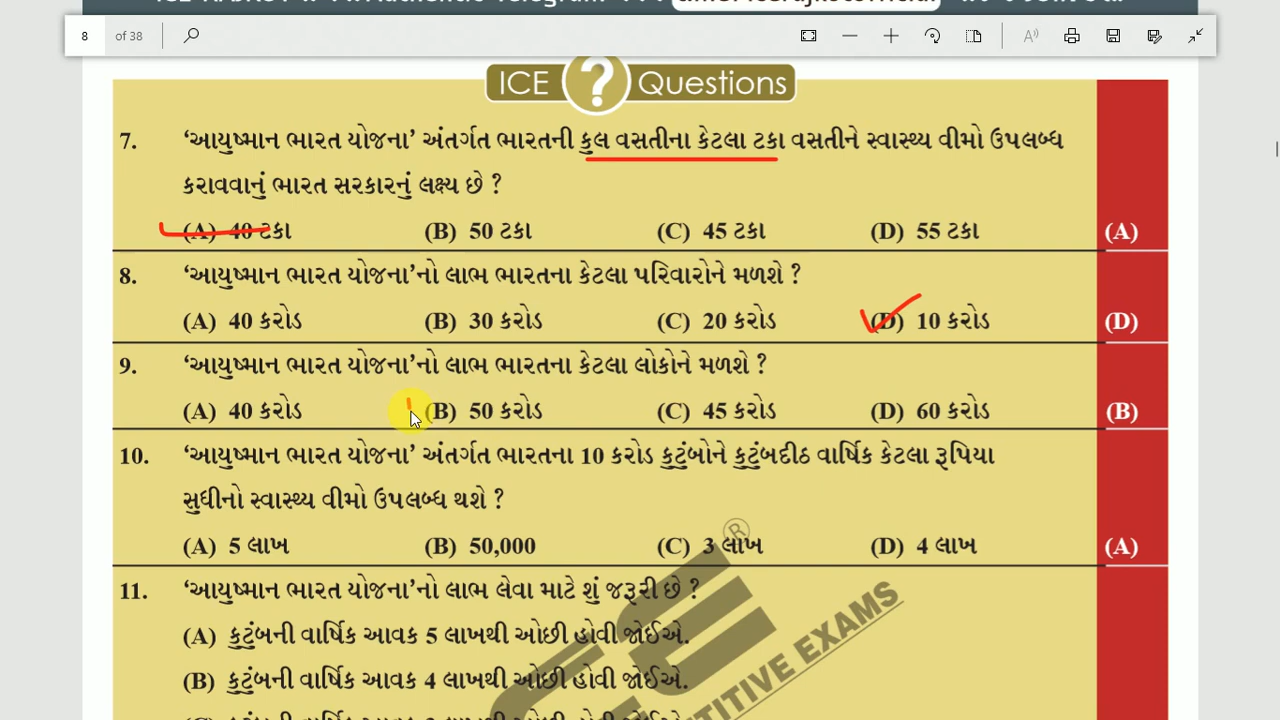 8 of 38
ICE ? Questions
7. ‘આયુષ્માન ભારત યોજના’ અંતર્ગત ભારતની કુલ વસતીના કેટલા ટકા વસતીને સ્વાસ્થ્ય વીમો ઉપલબ્ધ
કરાવવાનું ભારત સરકારનું લક્ષ્ય છે ?
(A) 40 ટકા (B) 50 ટકા (C) 45 ટકા (D) 55 ટકા (A)
8. ‘આયુષ્માન ભારત યોજના’નો લાભ ભારતના કેટલા પરિવારોને મળશે ?
(A) 40 કરોડ (B) 30 કરોડ (C) 20 કરોડ (D) 10 કરોડ (D)
9. ‘આયુષ્માન ભારત યોજના’નો લાભ ભારતના કેટલા લોકોને મળશે ?
(A) 40 કરોડ (B) 50 કરોડ (C) 45 કરોડ (D) 60 કરોડ (B)
10. ‘આયુષ્માન ભારત યોજના’ અંતર્ગત ભારતના 10 કરોડ કુટુંબોને કુટુંબદીઠ વાર્ષિક કેટલા રૂપિયા
સુધીનો સ્વાસ્થ્ય વીમો ઉપલબ્ધ થશે ?
(A) 5 લાખ (B) 50,000 (C) 3 લાખ (D) 4 લાખ (A)
11. ‘આયુષ્માન ભારત યોજના’નો લાભ લેવા માટે શું જરૂરી છે ?
(A) કુટુંબની વાર્ષિક આવક 5 લાખથી ઓછી હોવી જોઈએ.
(B) કુટુંબની વાર્ષિક આવક 4 લાખથી ઓછી હોવી જોઈએ.
EXAMS